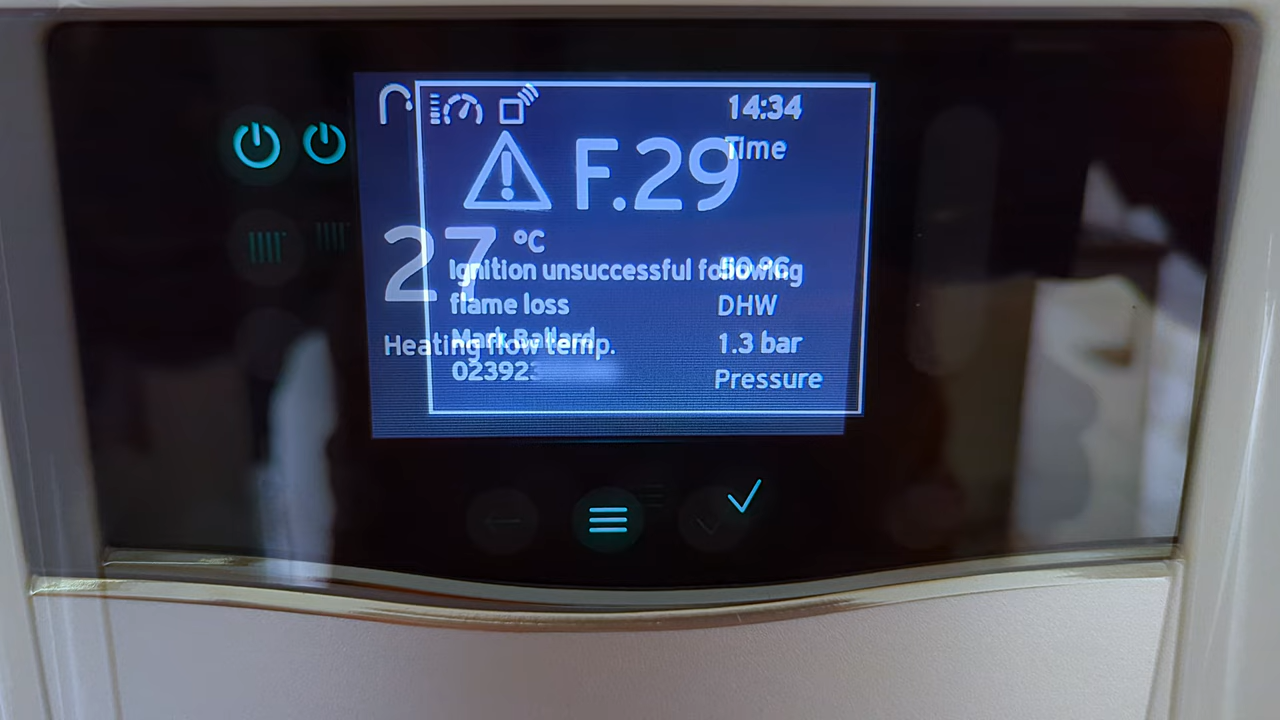 14:34
Time
F.29
27 °C
Ignition unsuccessful following
50 °C
flame loss
DHW
Mark Ballard
Heating flow temp.
1.3 bar
02392
Pressure